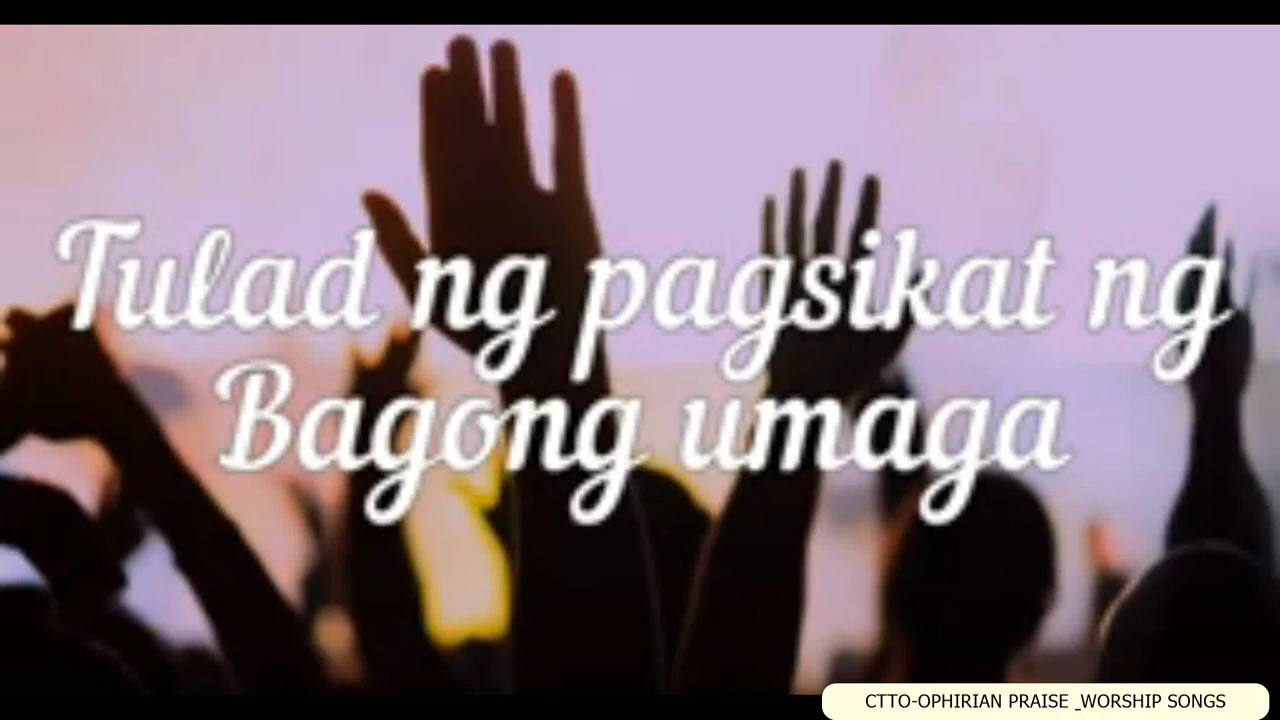 Tulad ng pagsikat ng
Bagong umaga
CTTO-OPHIRIAN PRAISE _WORSHIP SONGS